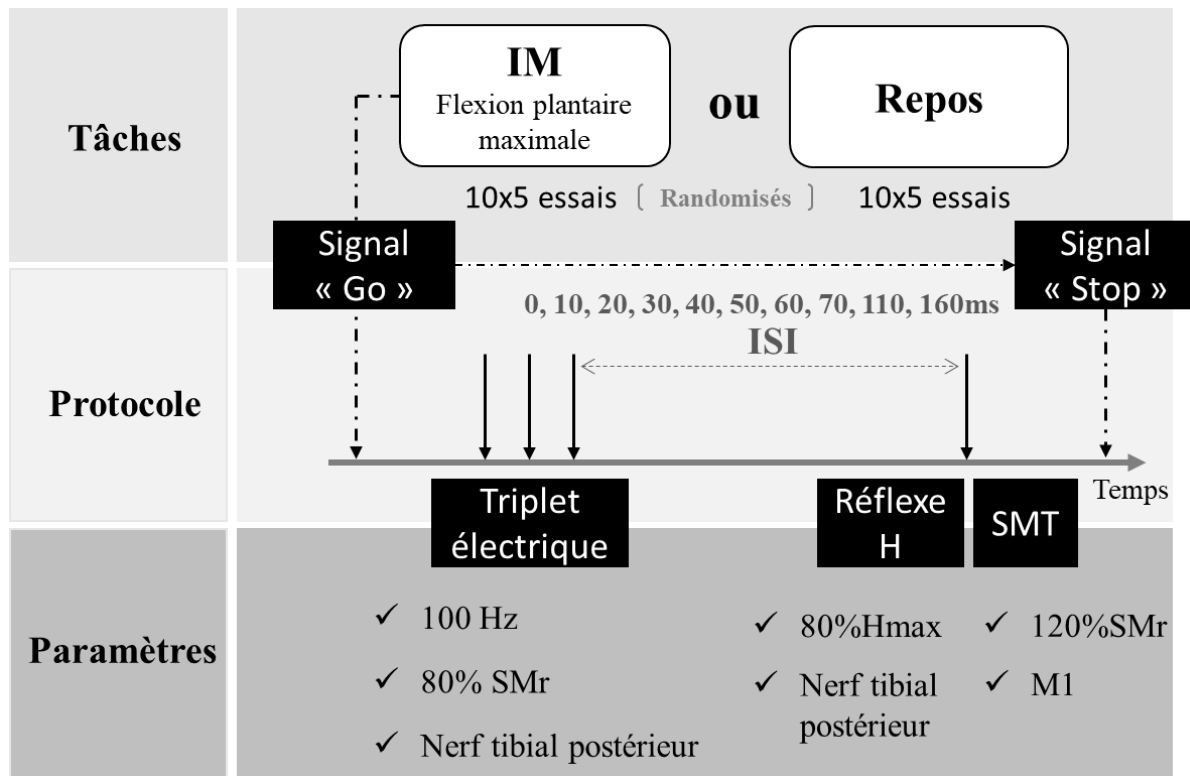 Tâches
IM
Flexion plantaire
maximale
ou
Repos
10x5 essais
[ Randomisés ]
10x5 essais
Signal
« Go »
Signal
« Stop »
Protocole
0, 10, 20, 30, 40, 50, 60, 70, 110, 160ms
ISI
Temps
Triplet
électrique
Réflexe
H
SMT
Paramètres
✓ 100 Hz
✓ 80% SMr
✓ Nerf tibial postérieur
✓ 80%Hmax
✓ Nerf tibial
postérieur
✓ 120%SMr
✓ M1